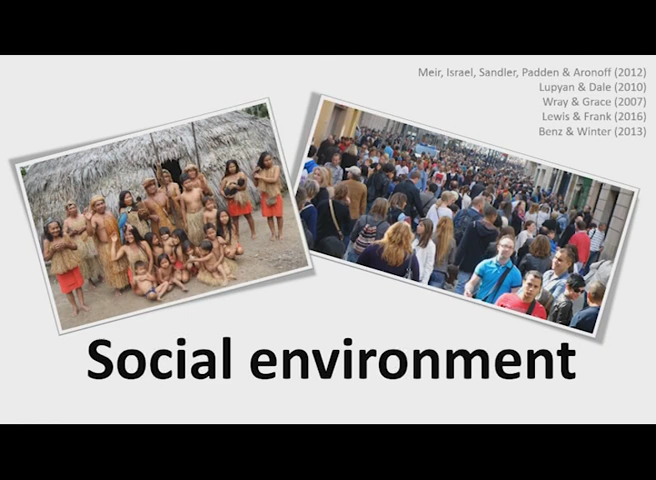 Meir, Israel, Sandler, Padden & Aronoff (2012)
Lupyan & Dale (2010)
Wray & Grace (2007)
Lewis & Frank (2016)
Benz & Winter (2013)
Social environment